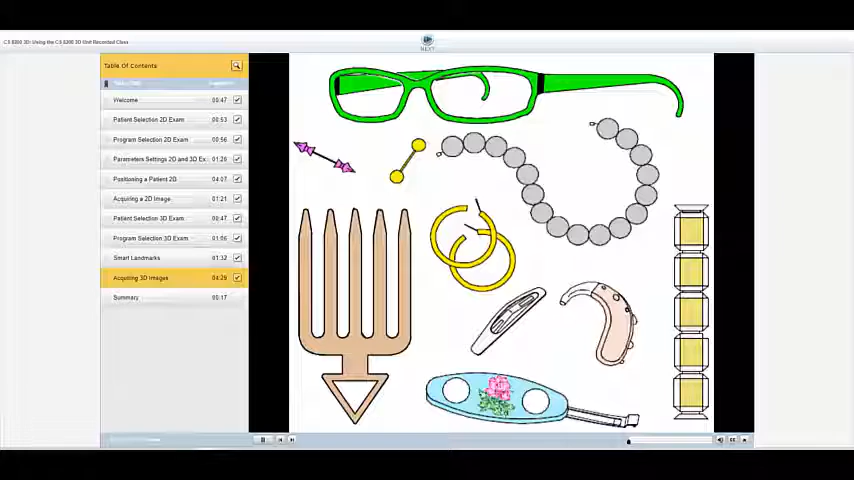 CS 8200 3D: Using the CS 8200 3D Unit Recorded Class
NEXT
Table Of Contents
Welcome 00:47
Patient Selection 2D Exam 00:53
Program Selection 2D Exam 00:56
Parameters Settings 2D and 3D Ex... 01:26
Positioning a Patient 2D 04:07
Acquiring a 2D Image 01:21
Patient Selection 3D Exam 00:47
Program Selection 3D Exam 01:06
Smart Landmarks 01:32
Acquiring 3D Images 04:29
Summary 00:17